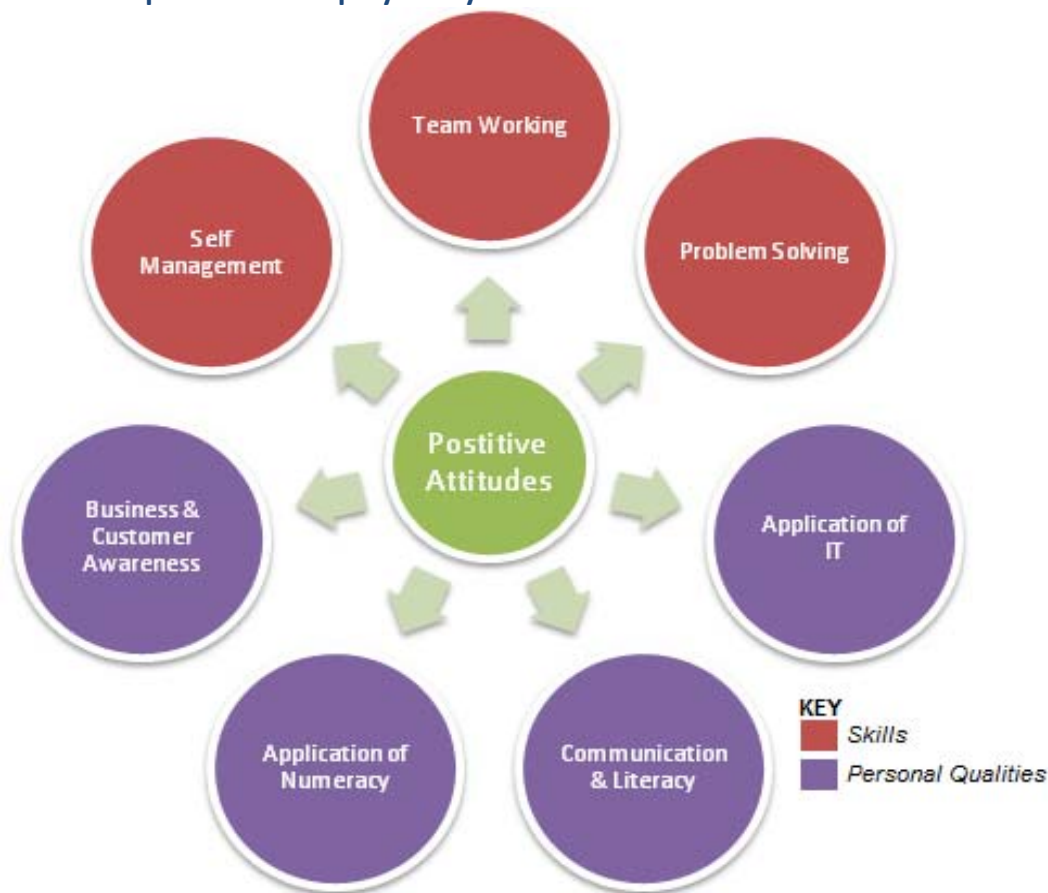 Team Working
Self
Management
Problem Solving
Postitive
Attitudes
Business &
Customer
Awareness
Application of
IT
Application of
Numeracy
Communication
& Literacy
KEY
Skills
Personal Qualities